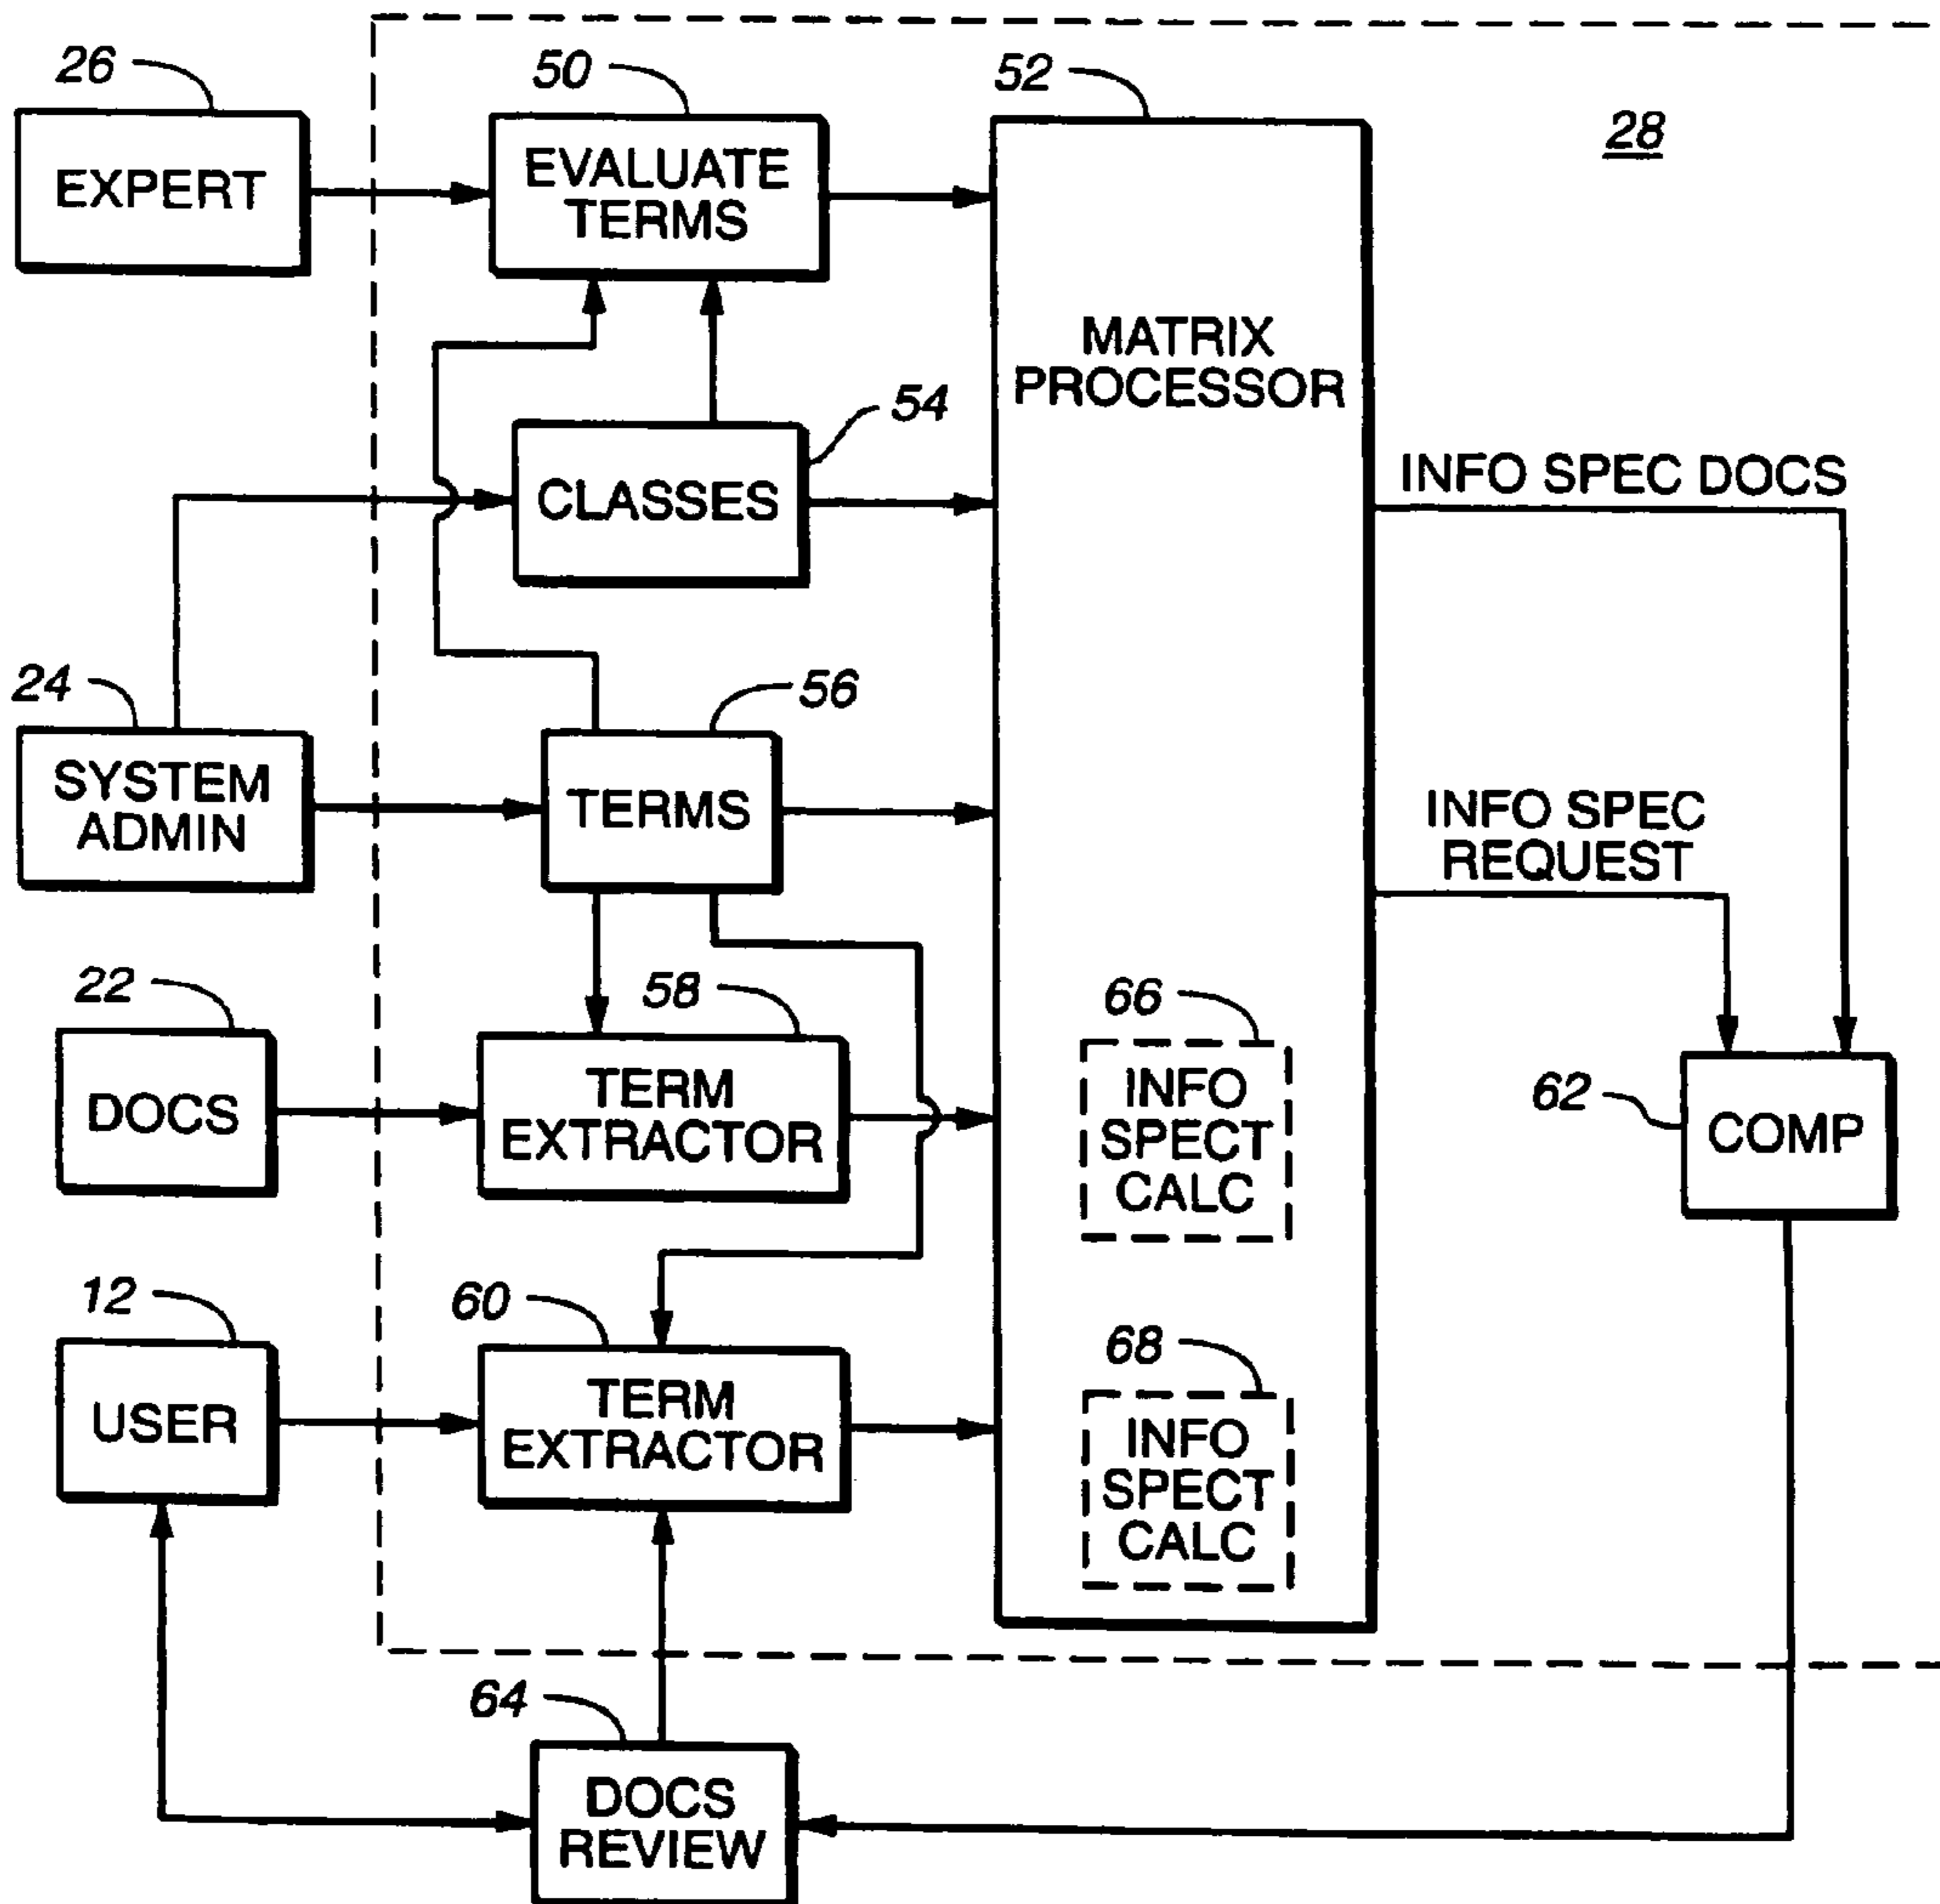 26
EXPERT
50
EVALUATE
TERMS
52
28
MATRIX
PROCESSOR
54
CLASSES
INFO SPEC DOCS
24
SYSTEM
ADMIN
56
TERMS
INFO SPEC
REQUEST
22
DOCS
58
TERM
EXTRACTOR
66
INFO
SPECT
CALC
62
COMP
12
USER
60
TERM
EXTRACTOR
68
INFO
SPECT
CALC
64
DOCS
REVIEW